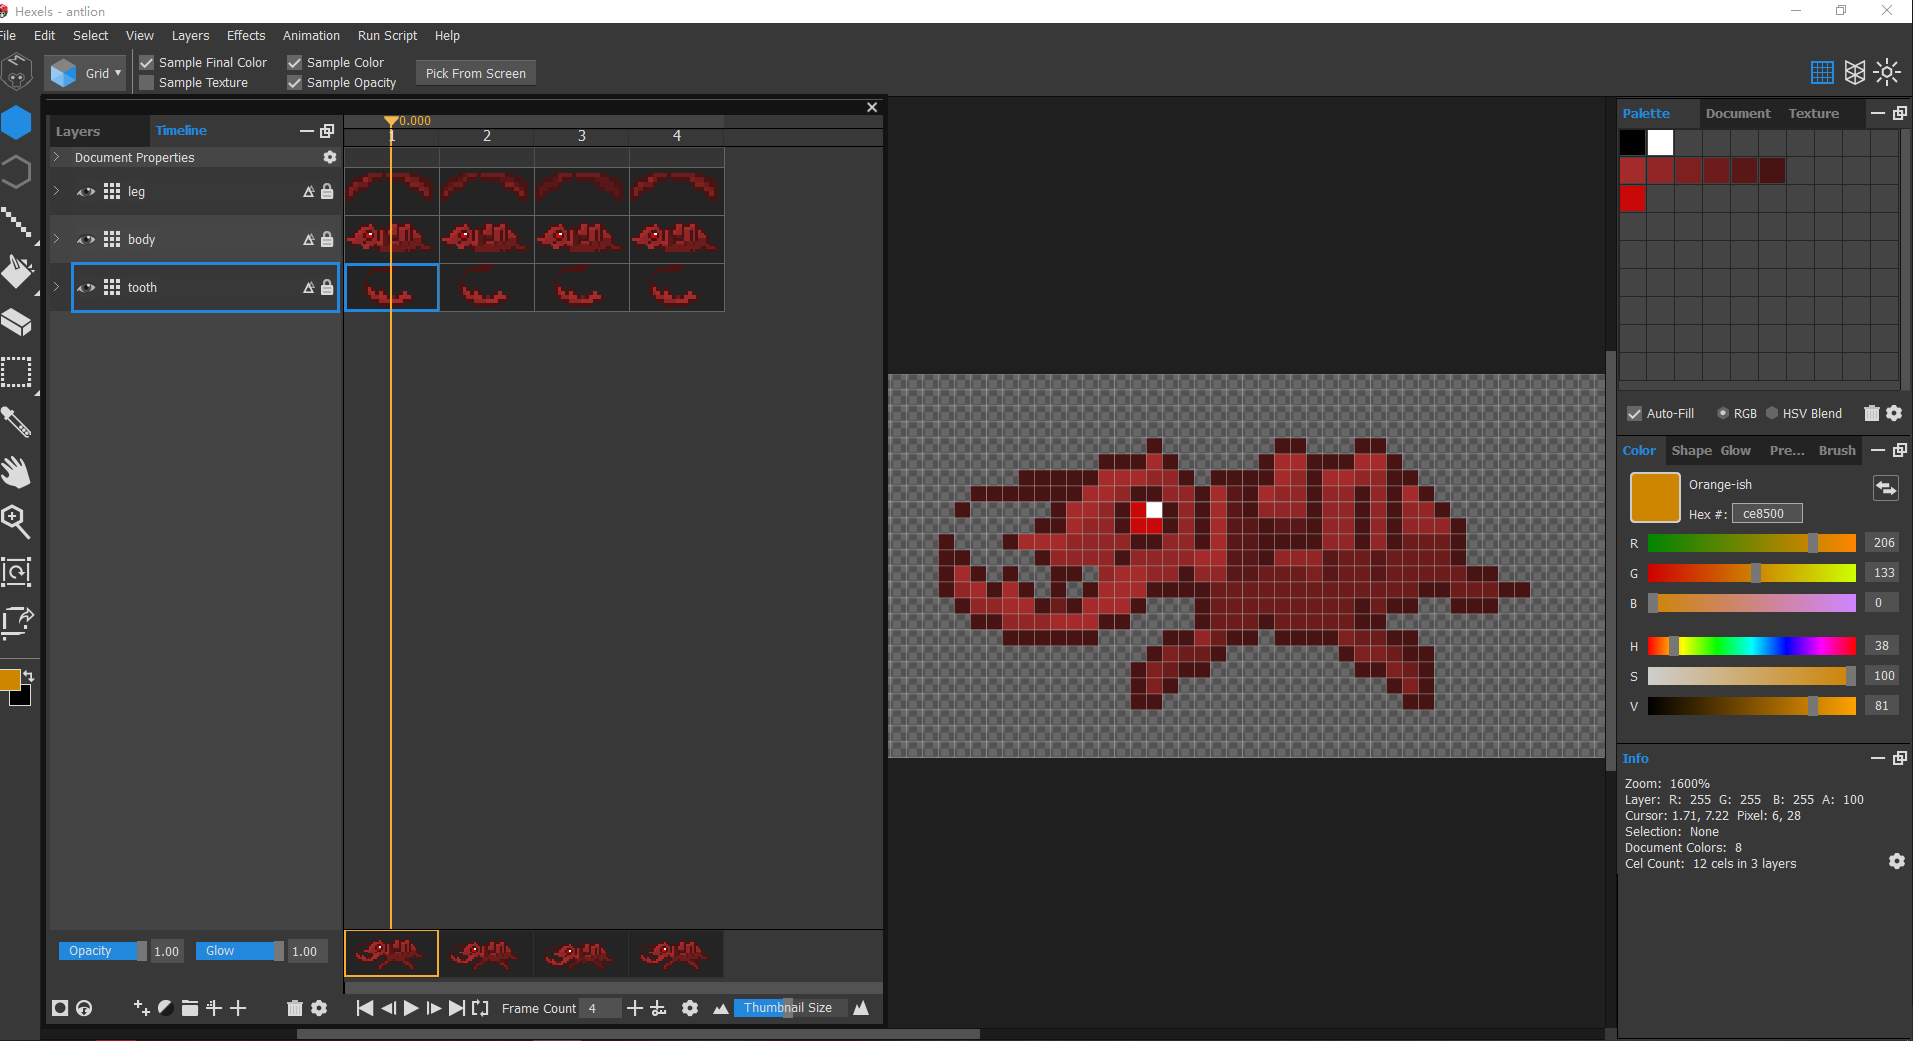 Hexels - antlion
File Edit Select View Layers Effects Animation Run Script Help
Grid
Sample Final Color
Sample Color
Sample Texture
Sample Opacity
Pick From Screen
Layers Timeline
0.000
1 2 3 4
Document Properties
leg
body
tooth
Opacity 1.00 Glow 1.00
Frame Count 4
Thumbnail Size
Palette Document Texture
Auto-Fill RGB HSV Blend
Color Shape Glow Pre... Brush
Orange-ish
Hex #: ce8500
R 206
G 133
B 0
H 38
S 100
V 81
Info
Zoom: 1600%
Layer: R: 255 G: 255 B: 255 A: 100
Cursor: 1.71, 7.22 Pixel: 6, 28
Selection: None
Document Colors: 8
Cel Count: 12 cels in 3 layers